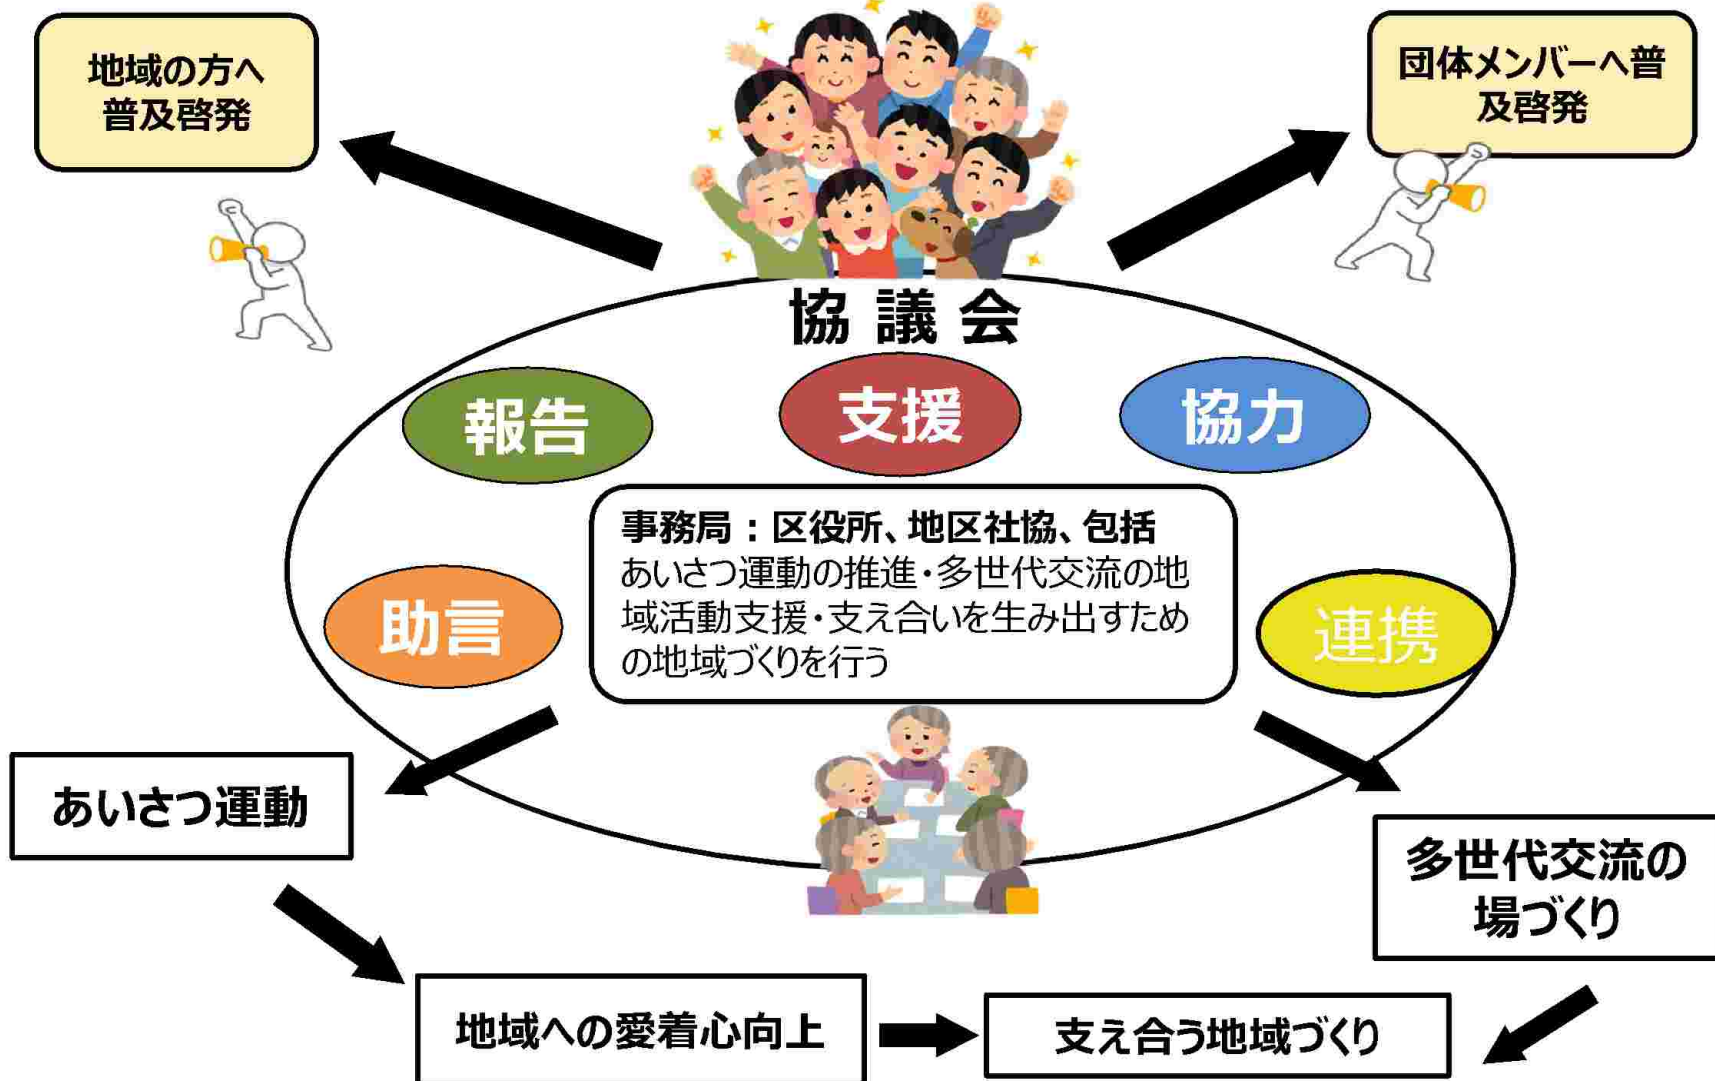 地域の方へ
普及啓発
団体メンバーへ普
及啓発
協議会
報告
支援
協力
助言
連携
事務局：区役所、地区社協、包括
あいさつ運動の推進・多世代交流の地
域活動支援・支え合いを生み出すため
の地域づくりを行う
あいさつ運動
多世代交流の
場づくり
地域への愛着心向上
支え合う地域づくり